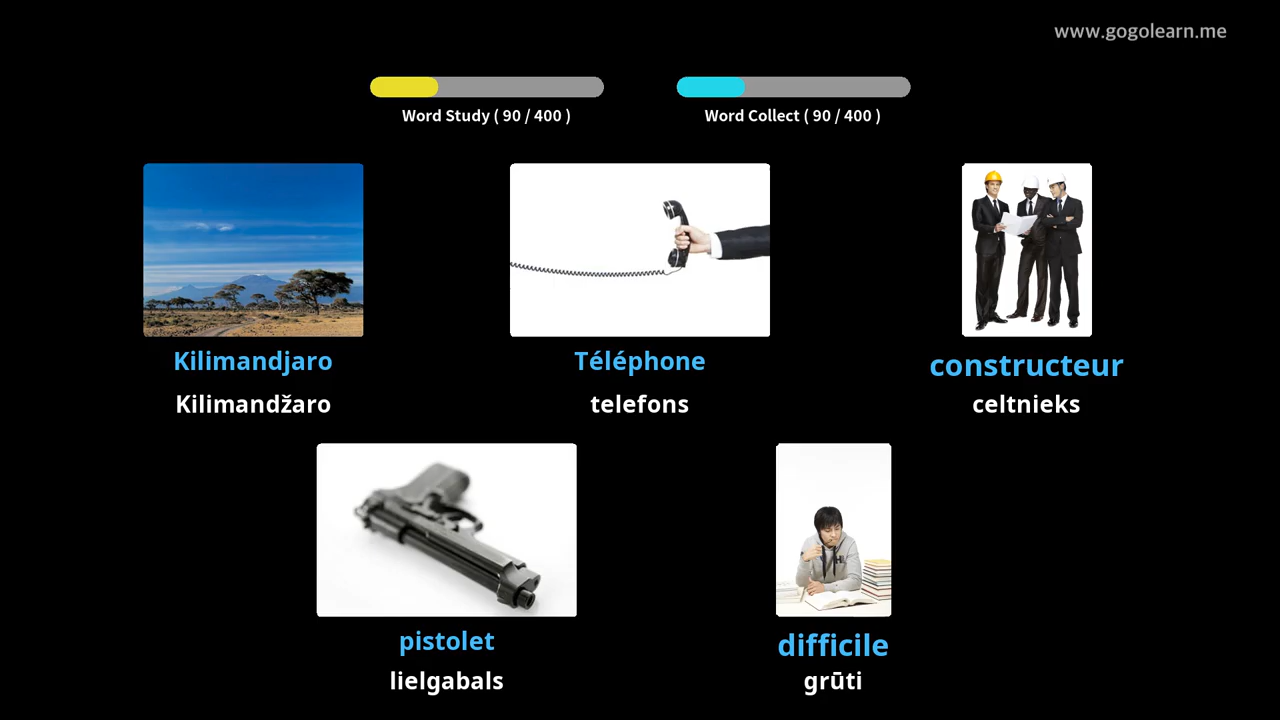 www.gogolearn.me
Word Study ( 90 / 400 )
Word Collect ( 90 / 400 )
Kilimandjaro
Kilimandžaro
Téléphone
telefons
constructeur
celtnieks
pistolet
lielgabals
difficile
grūti